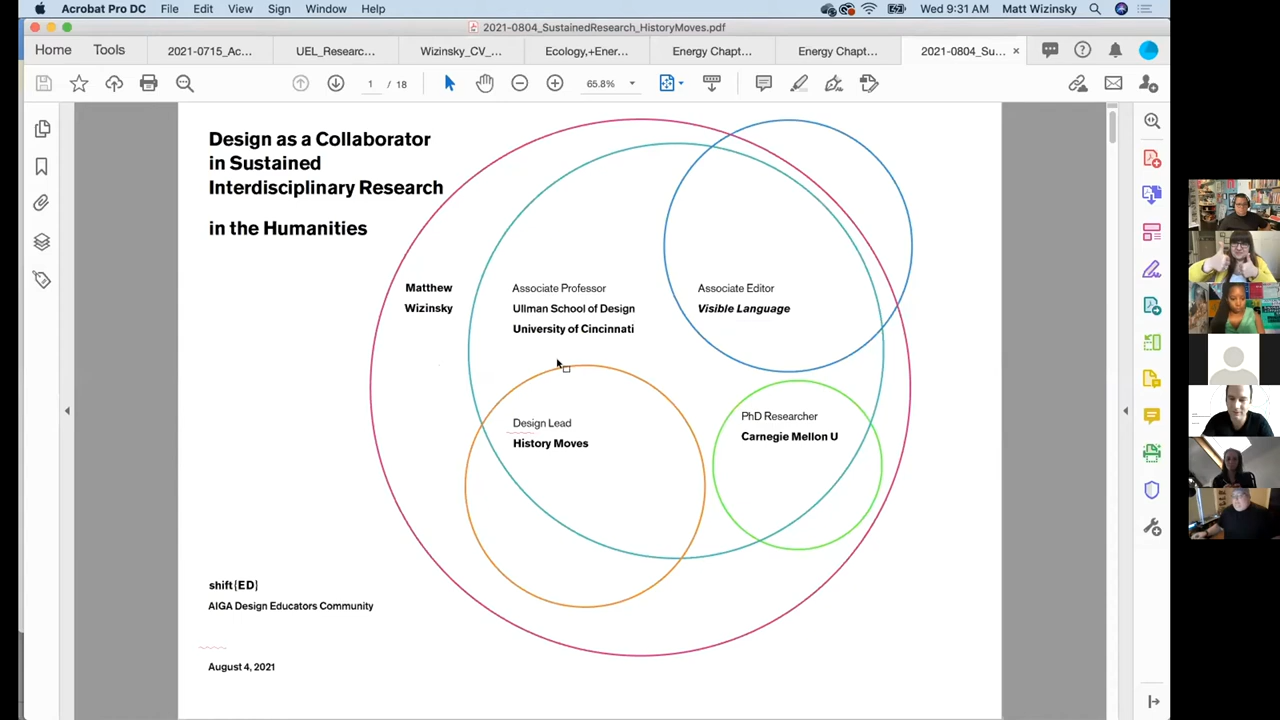 Acrobat Pro DC File Edit View Sign Window Help Wed 9:31 AM Matt Wizinsky
2021-0804_SustainedResearch_HistoryMoves.pdf
Home Tools 2021-0715_Ac... UEL_Researc... Wizinsky_CV_... Ecology,+Ener... Energy Chapt... Energy Chapt... 2021-0804_Su... ×
1 / 18 65.8%
Design as a Collaborator
in Sustained
Interdisciplinary Research
in the Humanities
Matthew
Wizinsky
Associate Professor
Ullman School of Design
University of Cincinnati
Associate Editor
Visible Language
Design Lead
History Moves
PhD Researcher
Carnegie Mellon U
shift{ED}
AIGA Design Educators Community
August 4, 2021